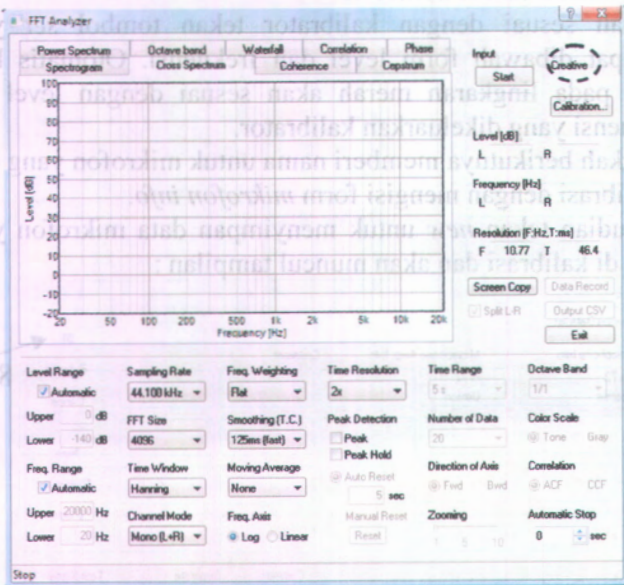 FFT Analyzer
Power Spectrum Octave band Waterfall Correlation Phase
Spectrogram Cross Spectrum Coherence Cepstrum
Input
Start
Creative
Calibration...
Level [dB]
L R
Frequency [Hz]
L R
Resolution (F:Hz,T:ms)
F 10.77 T 46.4
Screen Copy Data Record
Split L-R Output CSV
Exit
Level [dB]
100
90
80
70
60
50
40
30
20
10
0
-10
-20
20 50 100 200 500 1k 2k 5k 10k 20k
Frequency [Hz]
Level Range
Automatic
Upper 0 dB
Lower -140 dB
Freq. Range
Automatic
Upper 20000 Hz
Lower 20 Hz
Sampling Rate
44.100 kHz
FFT Size
4096
Time Window
Hanning
Channel Mode
Mono (L+R)
Freq. Weighting
Flat
Smoothing (T.C.)
125ms (fast)
Moving Average
None
Freq. Axis
Log Linear
Time Resolution
2x
Peak Detection
Peak
Peak Hold
Auto Reset
5 sec
Manual Reset
Reset
Time Range
5 s
Number of Data
20
Direction of Axis
Fwd Bwd
Zooming
1 5 10
Octave Band
1/1
Color Scale
Tone Gray
Correlation
ACF CCF
Automatic Stop
0 sec
Stop